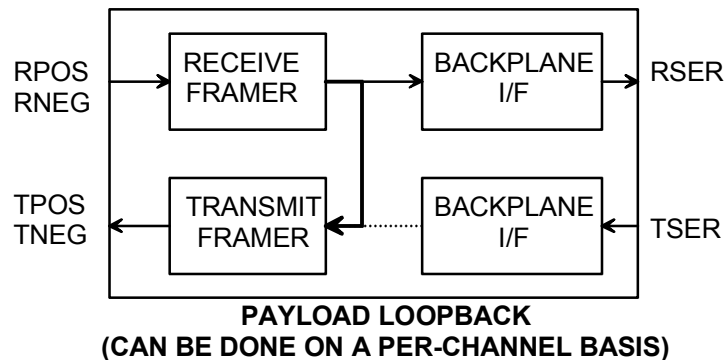 RPOS
RNEG
RECEIVE
FRAMER
BACKPLANE
I/F
RSER
TPOS
TNEG
TRANSMIT
FRAMER
BACKPLANE
I/F
TSER
PAYLOAD LOOPBACK
(CAN BE DONE ON A PER-CHANNEL BASIS)